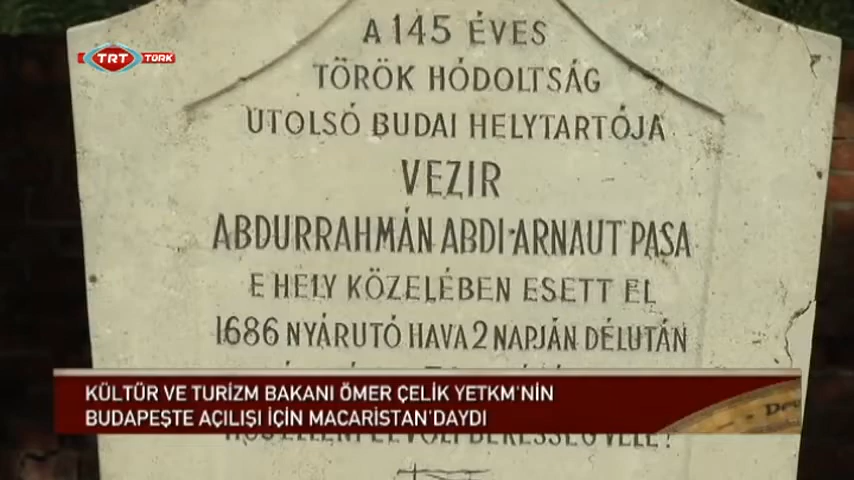 TRT TÜRK
A 145 ÉVES
TÖRÖK HÓDOLTSÁG
UTOLSÓ BUDAI HELYTARTÓJA
VEZIR
ABDURRAHMÁN ABDI-ARNAUT PASA
E HELY KÖZELÉBEN ESETT EL
1686 NYÁRUTÓ HAVA 2 NAPJÁN DÉLUTÁN
KÜLTÜR VE TURİZM BAKANI ÖMER ÇELİK YETKM'NİN
BUDAPEŞTE AÇILIŞI İÇİN MACARİSTAN'DAYDI